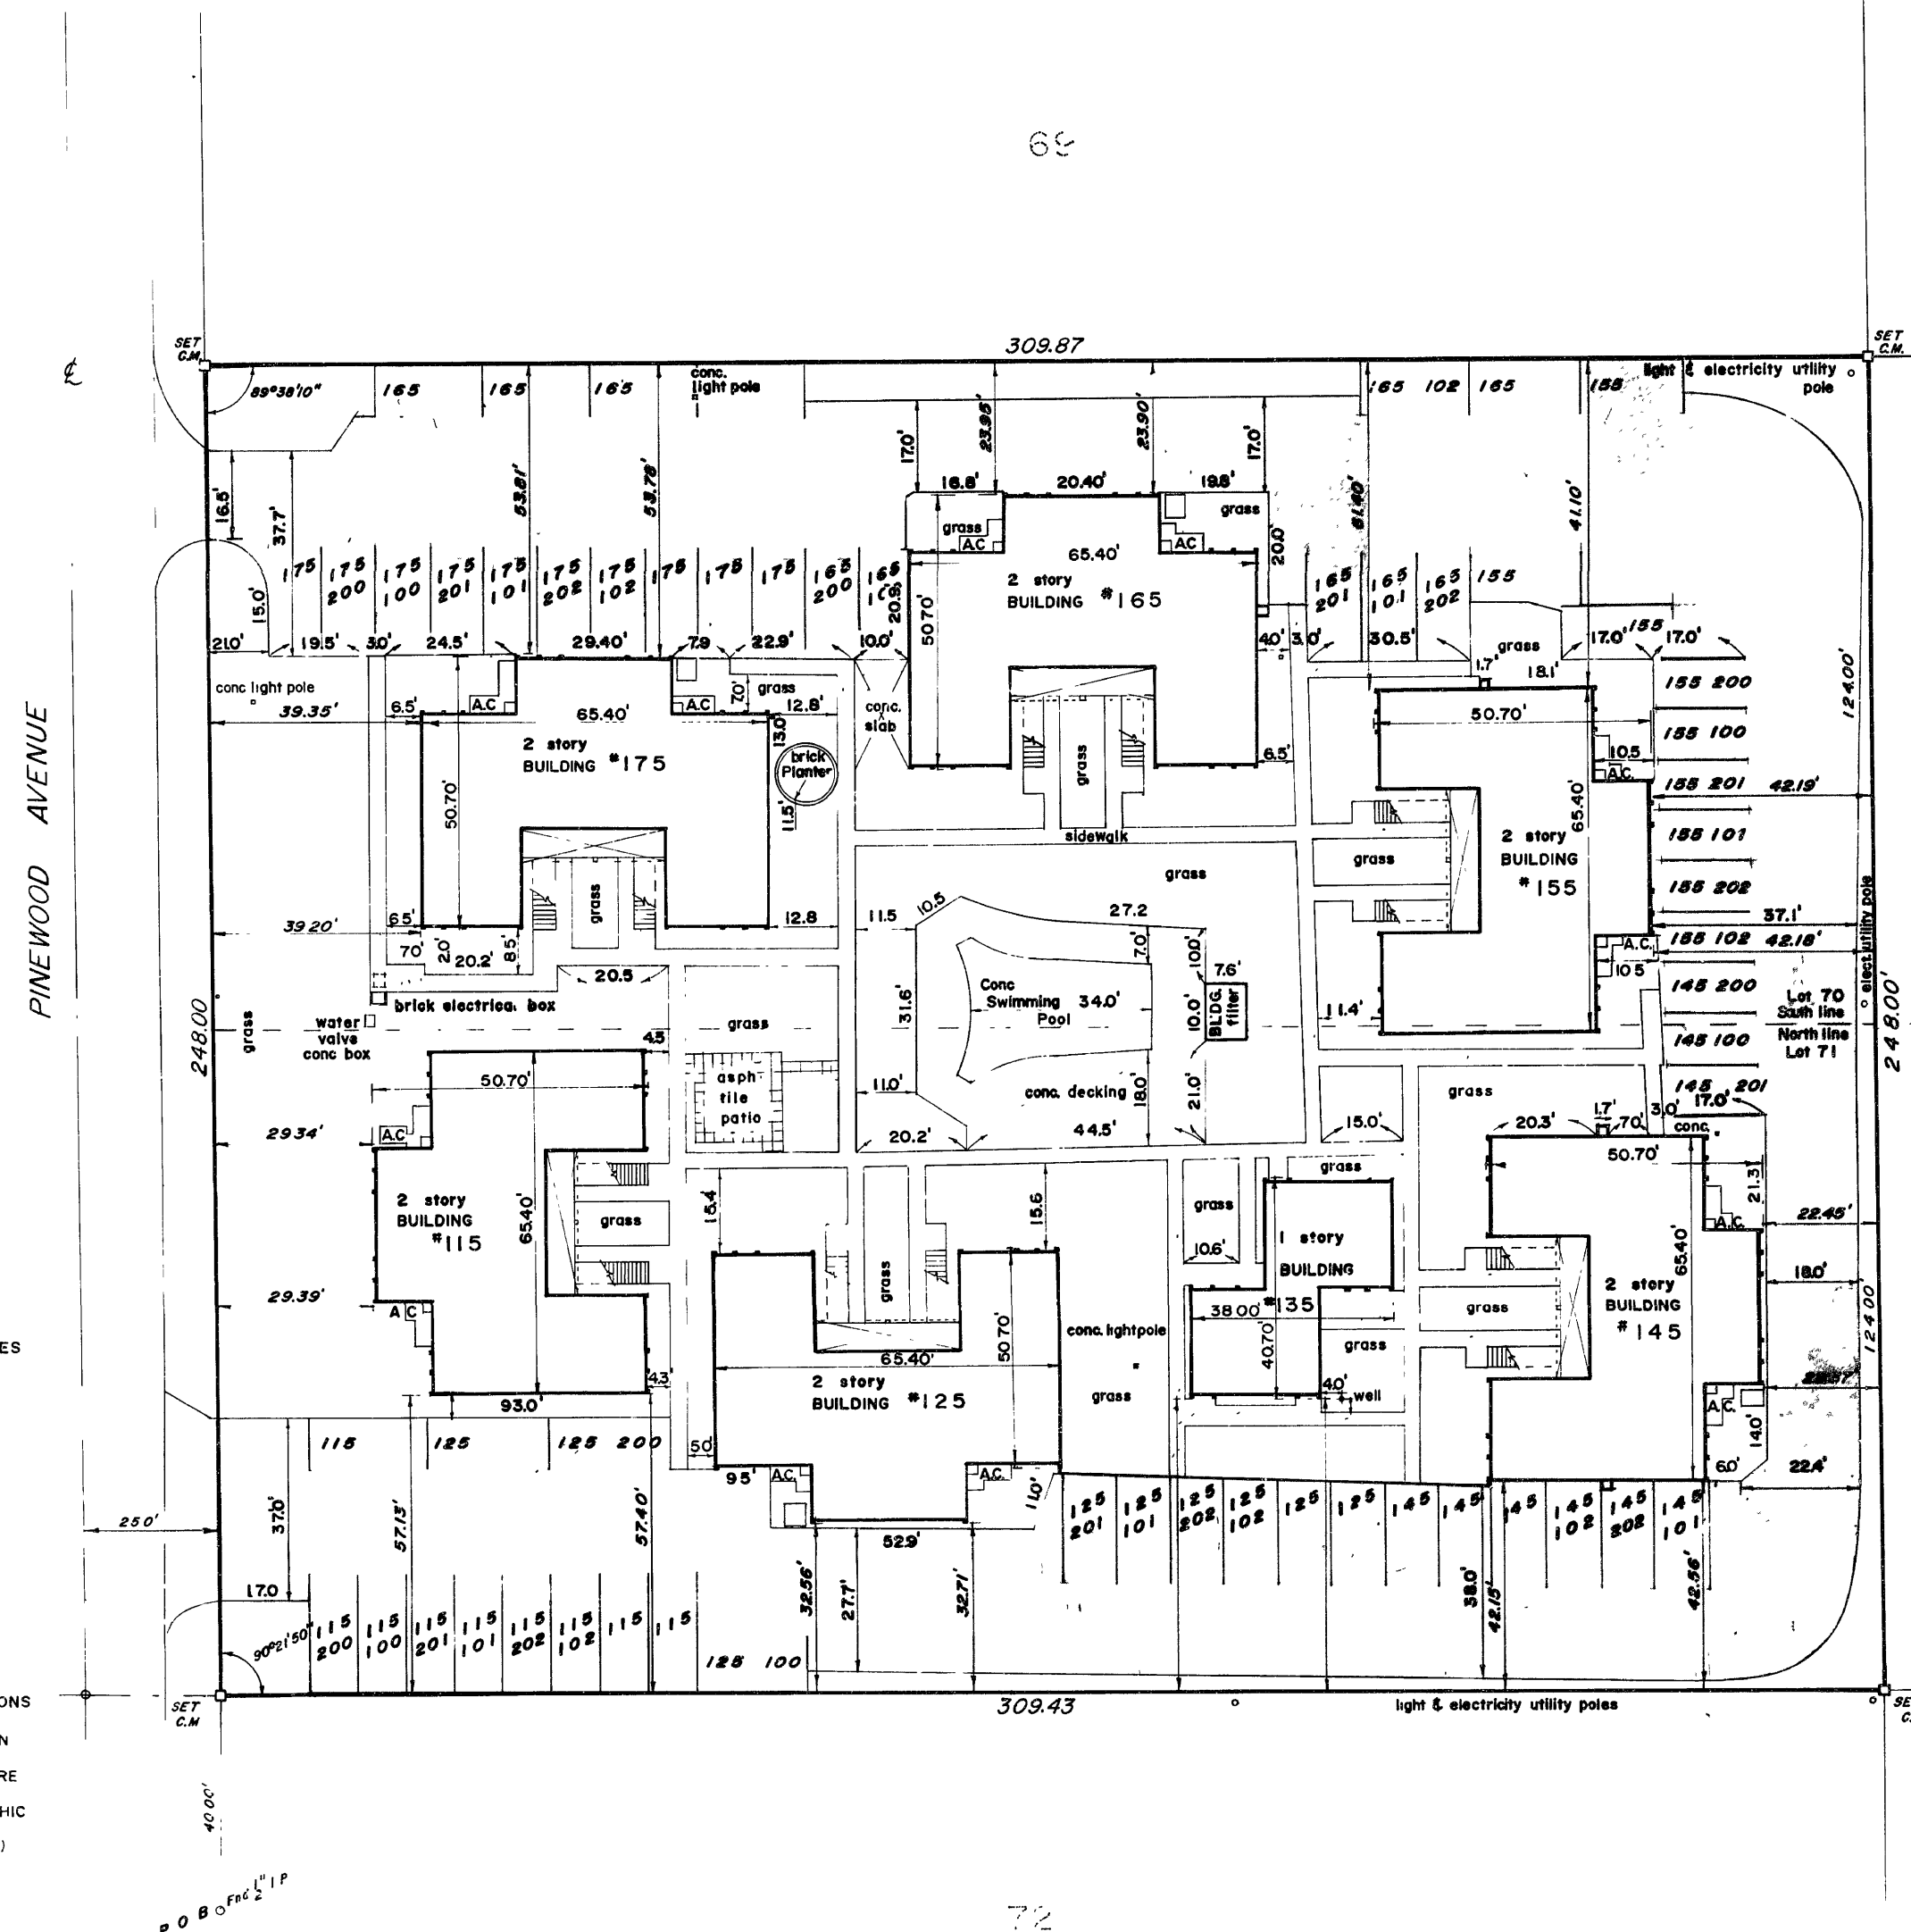 69
PINEWOOD AVENUE
SET
C.M.
309.87
SET
C.M.
89°38'10"
165
165
165
conc.
light pole
165 102 165
155
light & electricity utility
pole
16.5'
37.7'
53.81'
53.78'
17.0'
23.95'
23.90'
17.0'
61.40'
41.10'
16.8'
20.40'
19.8'
grass
A.C
grass
A.C
20.0'
65.40'
2 story
BUILDING #165
50.70'
175
175
200
175
100
175
201
175
101
175
202
175
102
175
175
175
165
200
165
20.9'
165
201
165
101
165
202
155
15.0'
21.0'
19.5'
3.0'
24.5'
29.40'
7.9
22.9'
10.0'
4.0'
3.0'
30.5'
grass
17.0'
155
17.0'
1.7'
18.1'
conc light pole
39.35'
6.5'
A.C
65.40'
A.C
7.0'
grass
12.8'
13.0'
conc.
slab
2 story
BUILDING #175
brick
Planter
11.5'
50.70'
grass
6.5'
grass
sidewalk
50.70'
10.5
A.C.
65.40'
2 story
BUILDING
#155
grass
155 200
155 100
155 201
42.19'
155 101
155 202
37.1'
155 102
42.18'
124.00'
elect. utility pole
A.C.
10 5
145 200
Lot 70
South line
North line
Lot 71
145 100
145 201
17.0'
248.00'
39 20'
6 5'
70'
2.0'
20.2'
8.5'
20.5
12.8
11.5
10.5
grass
27.2
7.0'
10.0'
7.6'
10.0'
BLDG.
filter
11.4'
31.6'
Conc
Swimming
Pool
34.0'
brick electrical box
water
valve
conc box
grass
248.00
grass
4.5
asph
tile
patio
11.0'
conc. decking
18.0'
21.0'
20.2'
44.5'
15.0'
grass
20.3'
1.7'
70'
3.0'
conc.
50.70'
29 34'
A.C
50.70'
2 story
BUILDING
#115
65.40'
grass
29.39'
A C
93.0'
4.3'
15.4'
15.6
grass
65.40'
50 70'
2 story
BUILDING #125
conc. lightpole
grass
grass
10.6'
grass
1 story
BUILDING
#135
38 00'
40.70'
grass
4.0'
well
grass
21.3'
A.C.
22.45'
65.40'
18.0'
2 story
BUILDING
#145
124 00'
A.C.
14.0'
6.0'
22.4'
ES
115
125
125 200
50'
95'
A.C.
A.C.
11.0'
52.9'
125
201
125
101
125
202
125
102
125
125
145
145
145
145
102
145
202
145
101
250'
37.0'
57.13'
57.40'
32.56'
27.7'
32.71'
38.0'
42.15'
42.56'
17.0
90°21'50"
115
200
115
100
115
201
115
101
115
202
115
102
115
115
125 100
ONS
SET
C.M
309.43
light & electricity utility poles
N
RE
HIC
)
40 00'
P O B
Fnd 1/2" I P
72